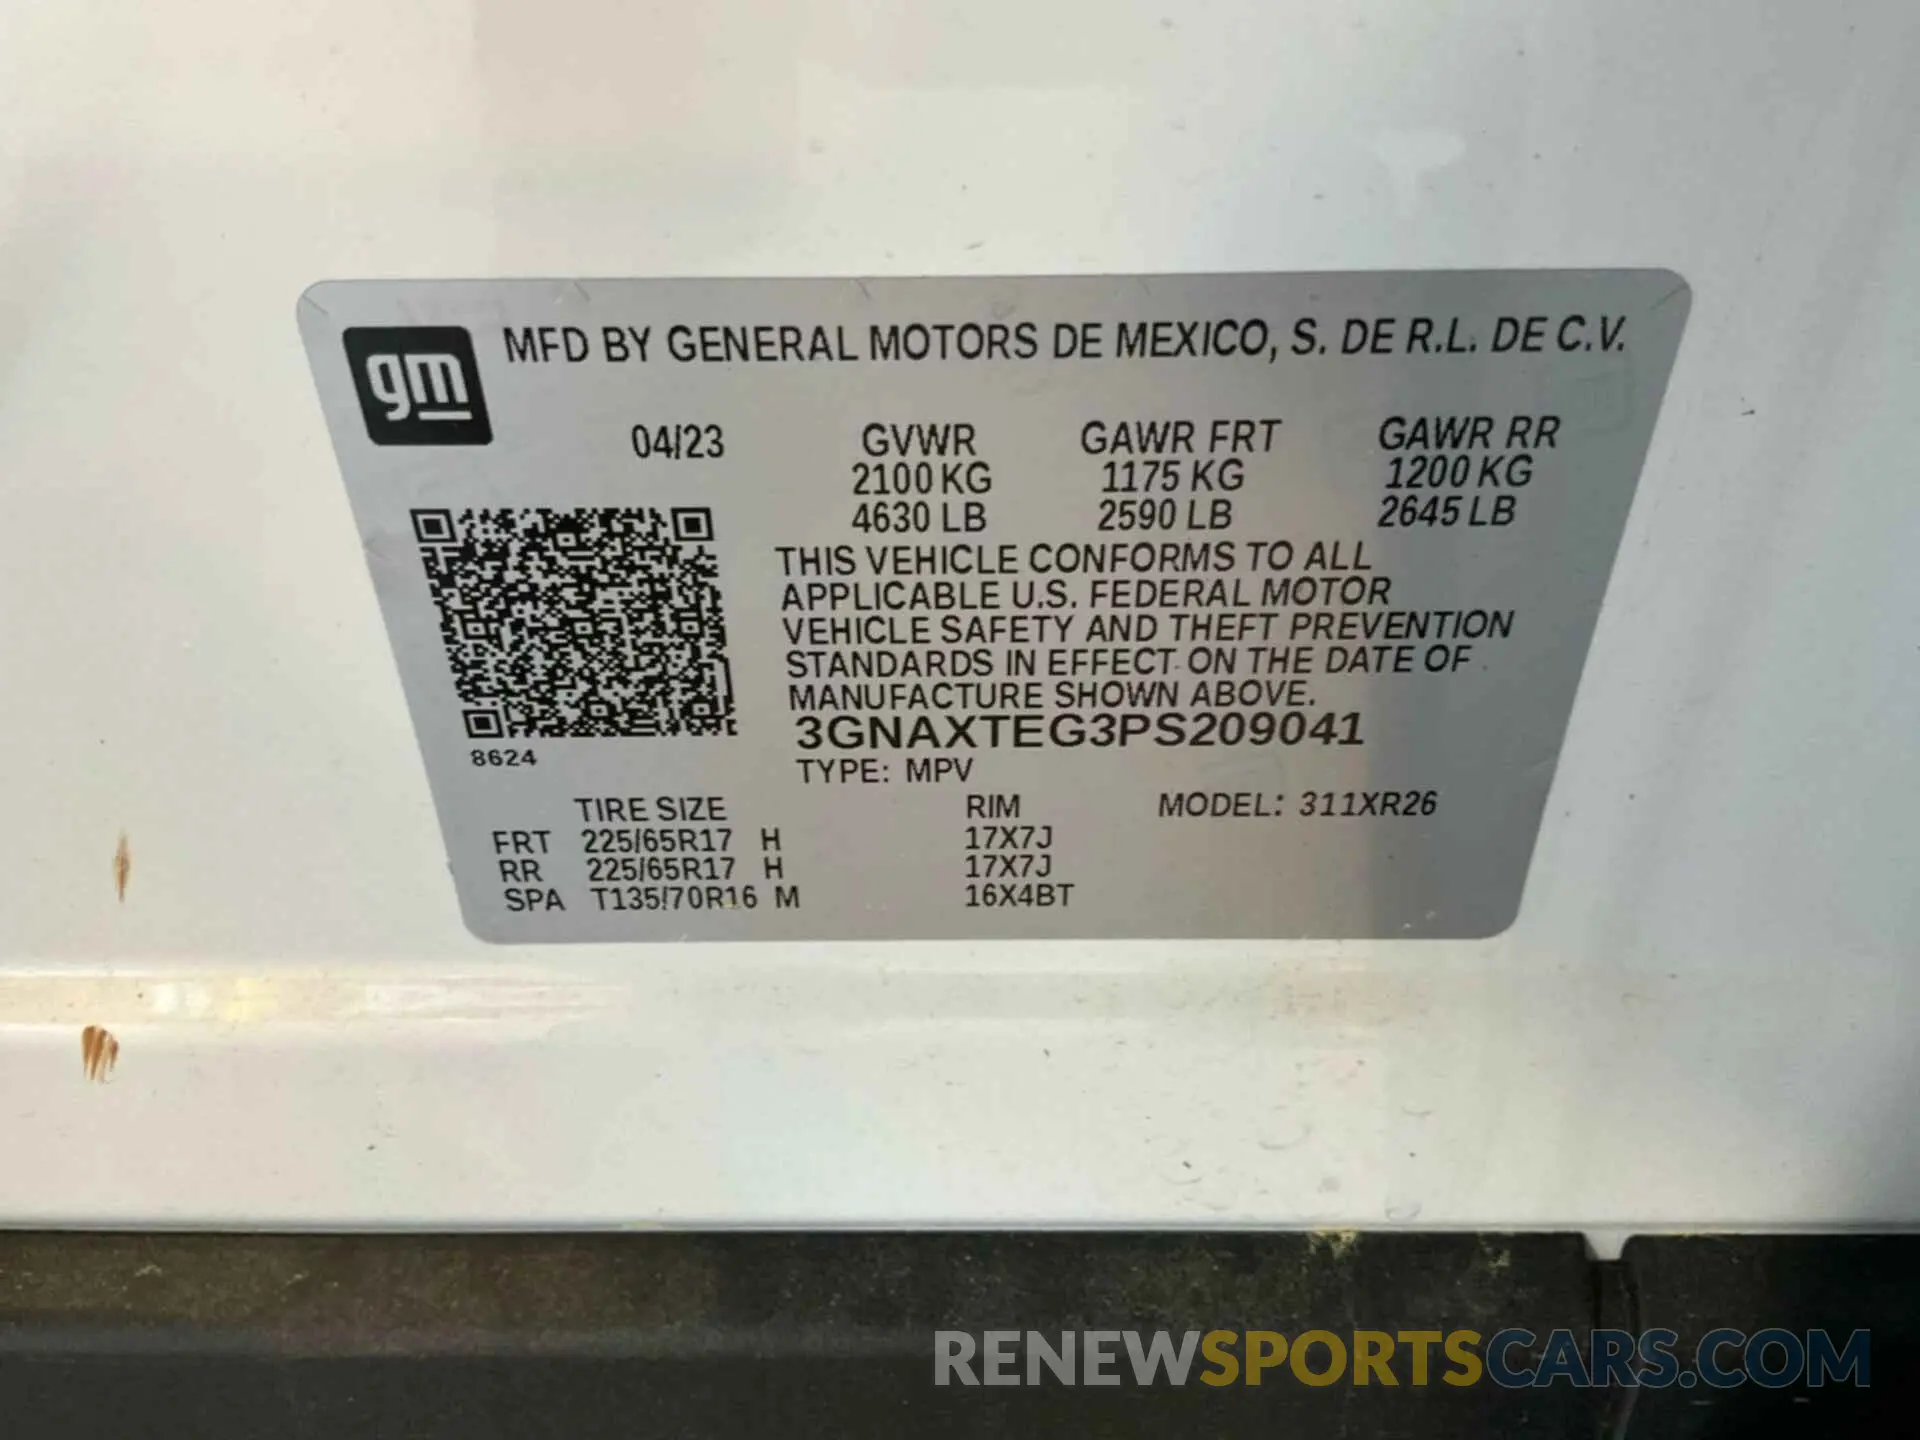 gm
MFD BY GENERAL MOTORS DE MEXICO, S. DE R.L. DE C.V.
04/23 GVWR GAWR FRT GAWR RR
2100 KG 1175 KG 1200 KG
4630 LB 2590 LB 2645 LB
THIS VEHICLE CONFORMS TO ALL
APPLICABLE U.S. FEDERAL MOTOR
VEHICLE SAFETY AND THEFT PREVENTION
STANDARDS IN EFFECT ON THE DATE OF
MANUFACTURE SHOWN ABOVE.
3GNAXTEG3PS209041
8624
TYPE: MPV
TIRE SIZE RIM MODEL: 311XR26
FRT 225/65R17 H 17X7J
RR 225/65R17 H 17X7J
SPA T135/70R16 M 16X4BT
RENEWSPORTSCARS.COM